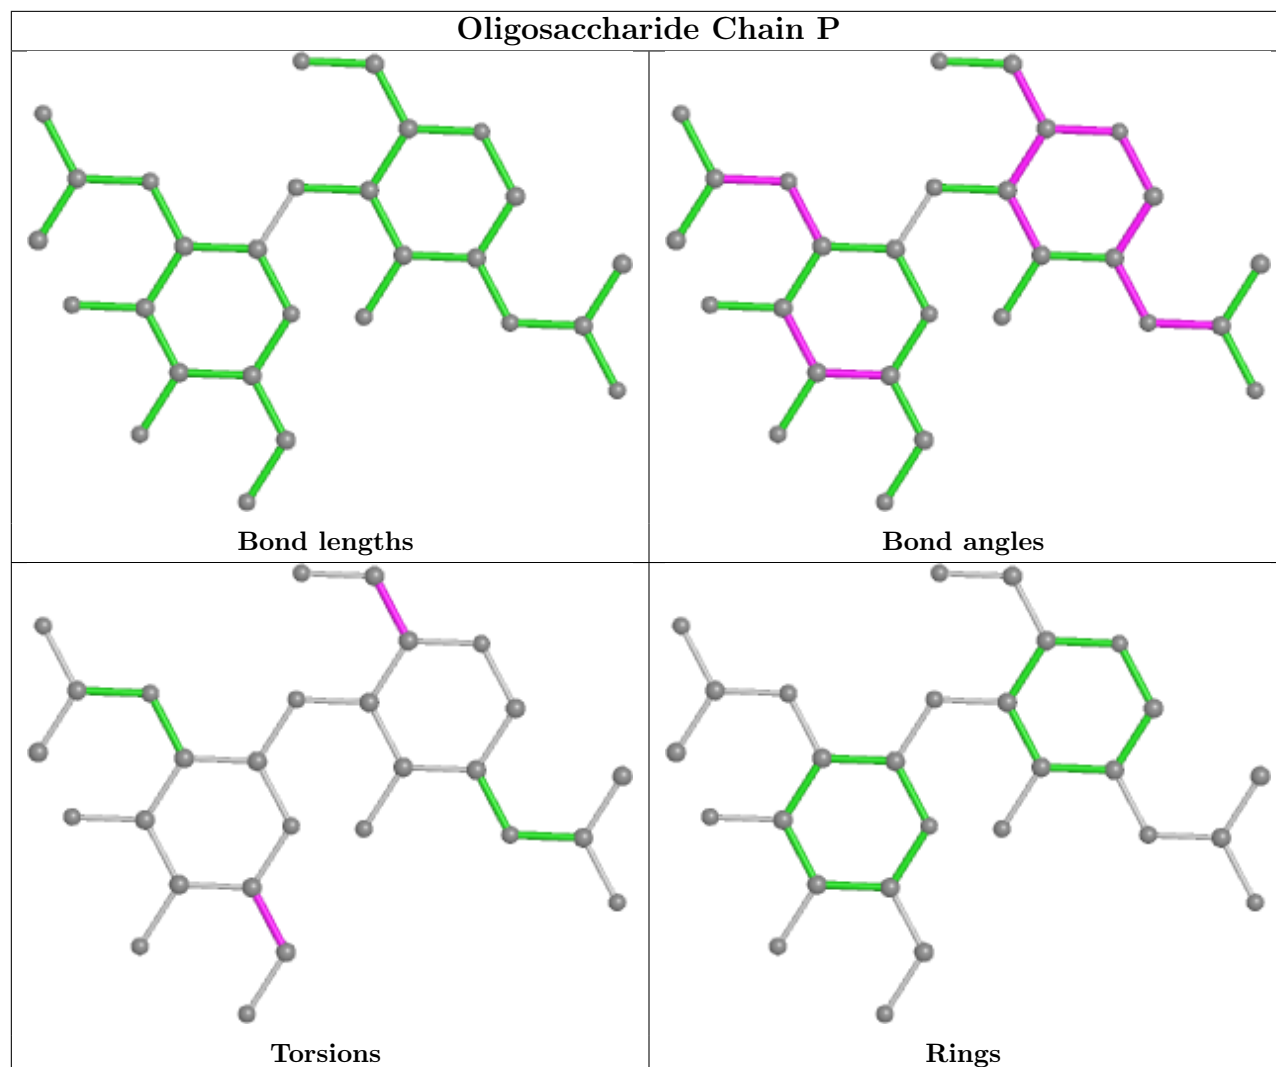 Oligosaccharide Chain P
Bond lengths
Bond angles
Torsions
Rings